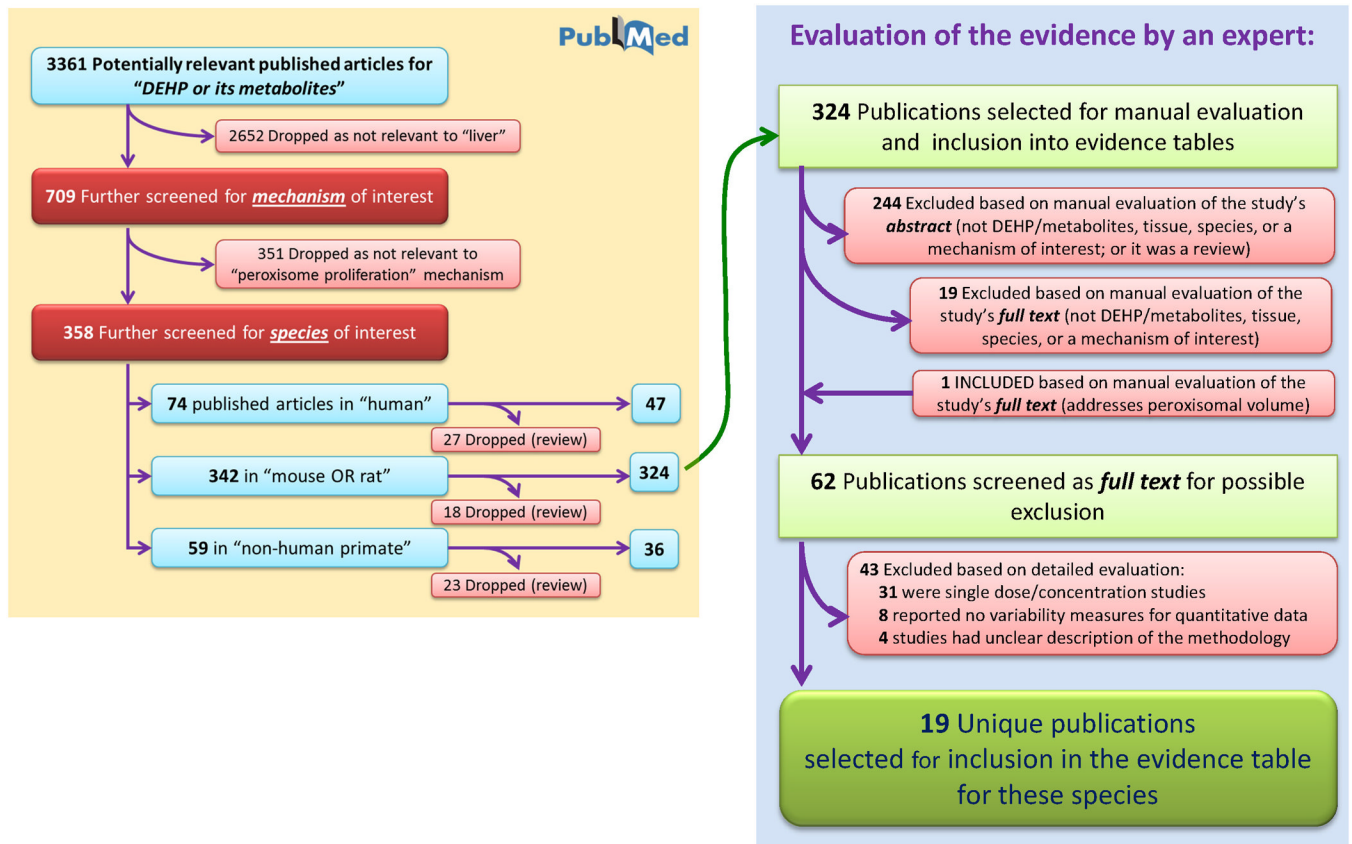 PubMed
3361 Potentially relevant published articles for
“DEHP or its metabolites”
2652 Dropped as not relevant to “liver”
709 Further screened for mechanism of interest
351 Dropped as not relevant to
“peroxisome proliferation” mechanism
358 Further screened for species of interest
74 published articles in “human”
47
27 Dropped (review)
342 in “mouse OR rat”
324
18 Dropped (review)
59 in “non-human primate”
36
23 Dropped (review)
Evaluation of the evidence by an expert:
324 Publications selected for manual evaluation
and inclusion into evidence tables
244 Excluded based on manual evaluation of the study’s
abstract (not DEHP/metabolites, tissue, species, or a
mechanism of interest; or it was a review)
19 Excluded based on manual evaluation of the
study’s full text (not DEHP/metabolites, tissue,
species, or a mechanism of interest)
1 INCLUDED based on manual evaluation of the
study’s full text (addresses peroxisomal volume)
62 Publications screened as full text for possible
exclusion
43 Excluded based on detailed evaluation:
31 were single dose/concentration studies
8 reported no variability measures for quantitative data
4 studies had unclear description of the methodology
19 Unique publications
selected for inclusion in the evidence table
for these species